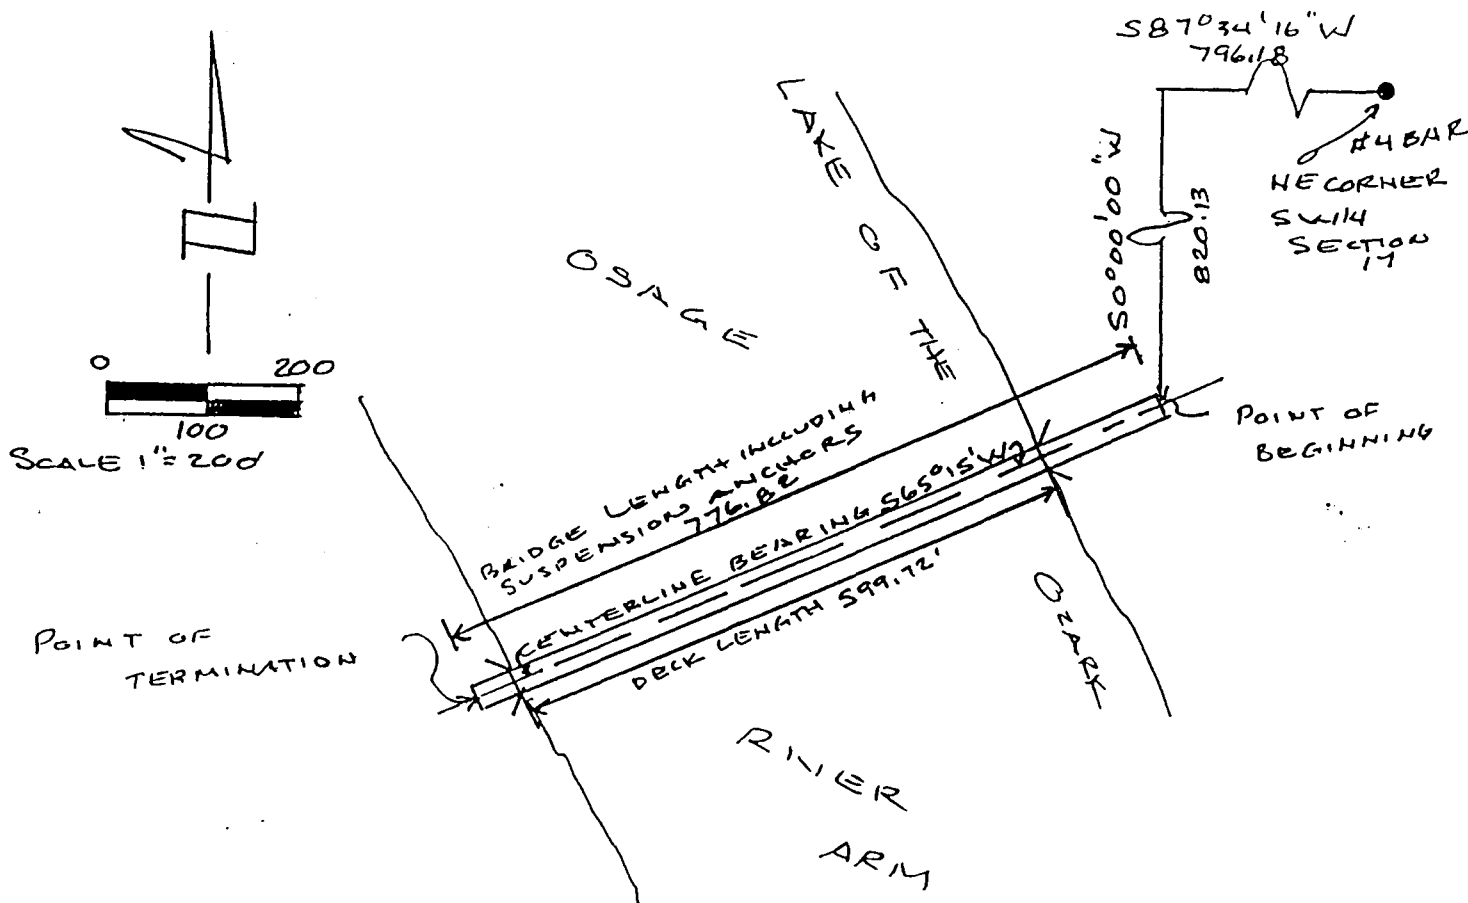 S87°34'16"W
796.18
#4 BAR
NE CORNER
SW1/4
SECTION
17
S0°00'00"W
820.13
LAKE OF THE
OZARK
OSAGE
RIVER
ARM
N
0 200
100
SCALE 1"=200'
POINT OF
BEGINNING
BRIDGE LENGTH INCLUDING
SUSPENSION ANCHORS
776.82
CENTERLINE BEARING S65°15'W
DECK LENGTH 599.72'
POINT OF
TERMINATION